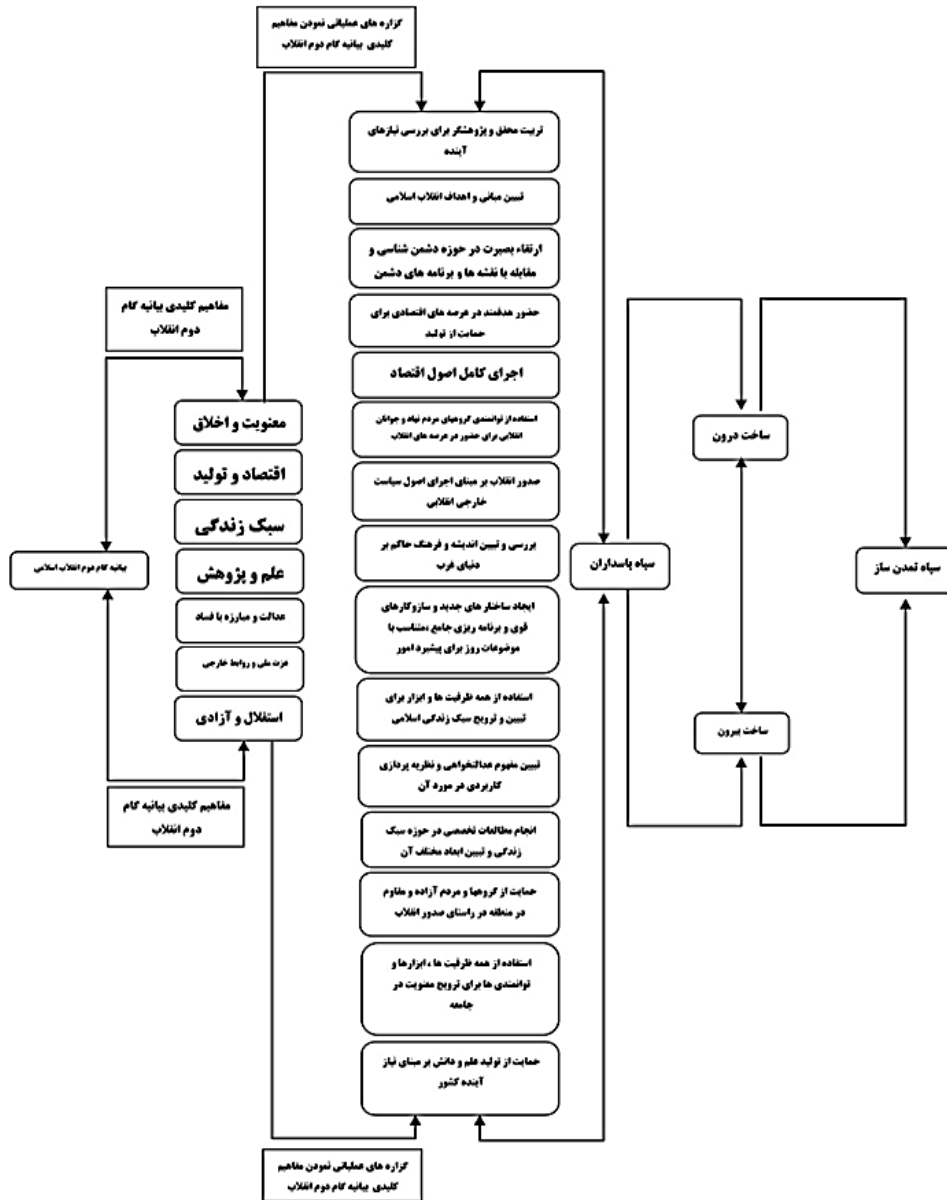 گزاره های عملیاتی نمودن مفاهیم
کلیدی بیانیه گام دوم انقلاب
تربیت محقق و پژوهشگر برای بررسی نیازهای
آینده
تبیین مبانی و اهداف انقلاب اسلامی
ارتقاء بصیرت در حوزه دشمن شناسی و
مقابله با نقشه ها و برنامه های دشمن
حضور هدفمند در عرصه های اقتصادی برای
حمایت از تولید
اجرای کامل اصول اقتصاد
استفاده از توانمندی گروههای مردم نهاد و جوانان
انقلابی برای حضور در عرصه های انقلاب
صدور انقلاب بر مبنای اجرای اصول سیاست
خارجی انقلابی
بررسی و تبیین اندیشه و فرهنگ حاکم بر
دنیای غرب
ایجاد ساختار های جدید و سازوکارهای
قوی و برنامه ریزی جامع ،متناسب با
موضوعات روز برای پیشبرد امور
استفاده از همه ظرفیت ها و ابزار برای
تبیین و ترویج سبک زندگی اسلامی
تبیین مفهوم عدالتخواهی و نظریه پردازی
کاربردی در مورد آن
انجام مطالعات تخصصی در حوزه سبک
زندگی و تبیین ابعاد مختلف آن
حمایت از گروهها و مردم آزاده و مقاوم
در منطقه در راستای صدور انقلاب
استفاده از همه ظرفیت ها ، ابزارها و
توانمندی ها برای ترویج معنویت در
جامعه
حمایت از تولید علم و دانش بر مبنای نیاز
آینده کشور
گزاره های عملیاتی نمودن مفاهیم
کلیدی بیانیه گام دوم انقلاب
مفاهیم کلیدی بیانیه گام
دوم انقلاب
معنویت و اخلاق
اقتصاد و تولید
سبک زندگی
علم و پژوهش
عدالت و مبارزه با فساد
عزت ملی و روابط خارجی
استقلال و آزادی
مفاهیم کلیدی بیانیه گام
دوم انقلاب
بیانیه گام دوم انقلاب اسلامی
سپاه پاسداران
ساخت درون
ساخت بیرون
سپاه تمدن ساز